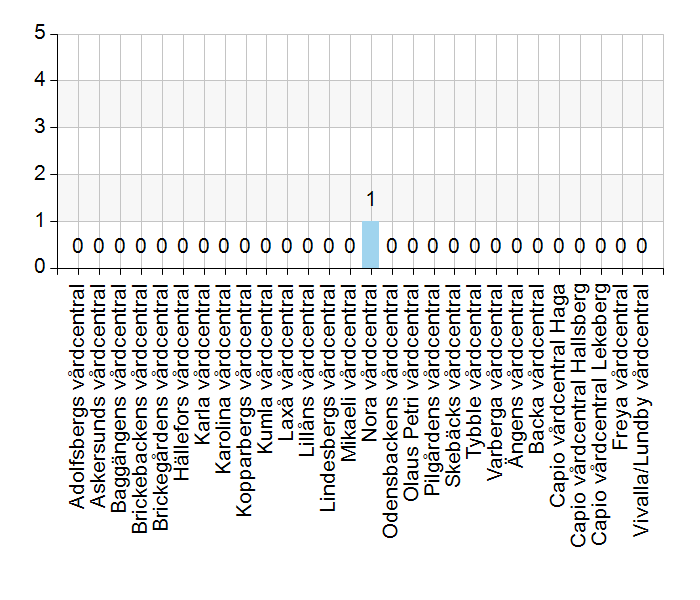 5
4
3
2
1
0
0 0 0 0 0 0 0 0 0 0 0 0 0 0 1 0 0 0 0 0 0 0 0 0 0 0 0 0
Adolfsbergs vårdcentral
Askersunds vårdcentral
Baggängens vårdcentral
Brickebackens vårdcentral
Brickegårdens vårdcentral
Hällefors vårdcentral
Karla vårdcentral
Karolina vårdcentral
Kopparbergs vårdcentral
Kumla vårdcentral
Laxå vårdcentral
Lillåns vårdcentral
Lindesbergs vårdcentral
Mikaeli vårdcentral
Nora vårdcentral
Odensbackens vårdcentral
Olaus Petri vårdcentral
Pilgårdens vårdcentral
Skebäcks vårdcentral
Tybble vårdcentral
Varberga vårdcentral
Ängens vårdcentral
Backa vårdcentral
Capio vårdcentral Haga
Capio vårdcentral Hallsberg
Capio vårdcentral Lekeberg
Freya vårdcentral
Vivalla/Lundby vårdcentral